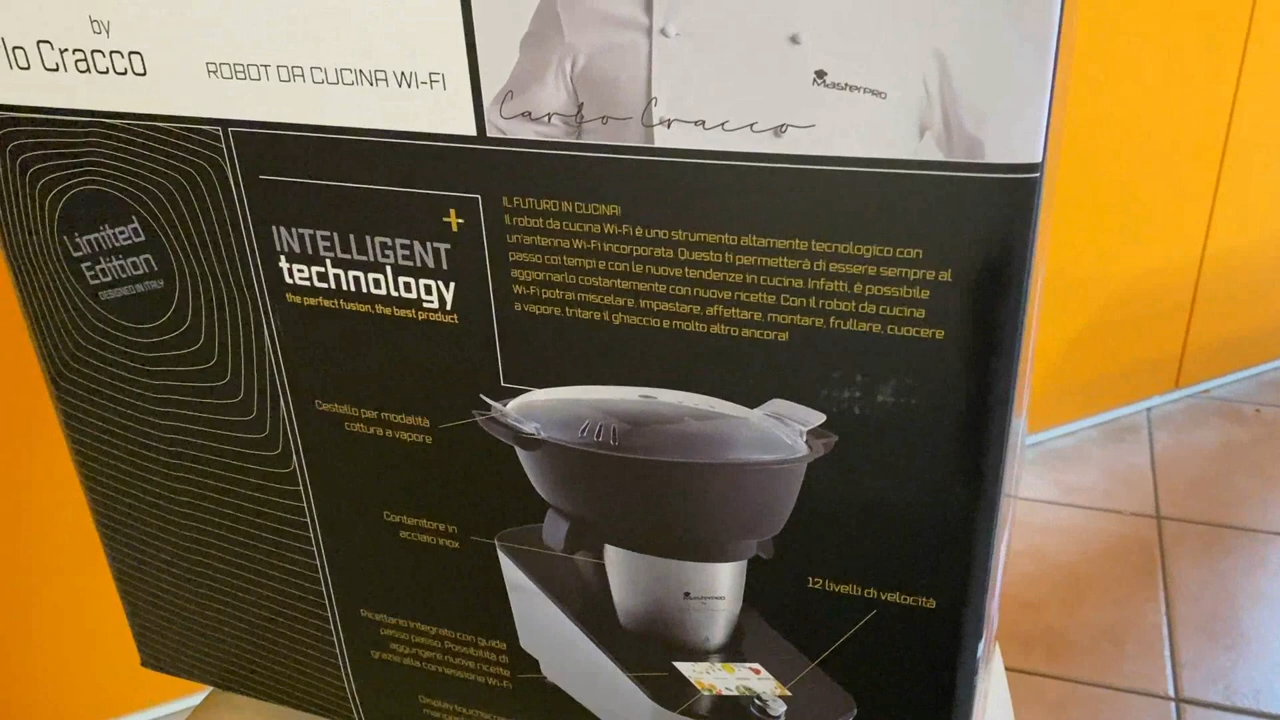 by
lo Cracco
ROBOT DA CUCINA WI-FI
MasterPRO
Carlo Cracco
Limited
Edition
DESIGNED IN ITALY
+
INTELLIGENT
technology
the perfect fusion, the best product
IL FUTURO IN CUCINA!
Il robot da cucina Wi-Fi è uno strumento altamente tecnologico con
un'antenna Wi-Fi incorporata. Questo ti permetterà di essere sempre al
passo coi tempi e con le nuove tendenze in cucina. Infatti, è possibile
aggiornarlo costantemente con nuove ricette. Con il robot da cucina
Wi-Fi potrai miscelare, impastare, affettare, montare, frullare, cuocere
a vapore, tritare il ghiaccio e molto altro ancora!
Cestello per modalità
cottura a vapore
Contenitore in
acciaio inox
MasterPRO
12 livelli di velocità
Ricettario integrato con guida
passo passo. Possibilità di
aggiungere nuove ricette
grazie alla connessione Wi-Fi
Display touchscre